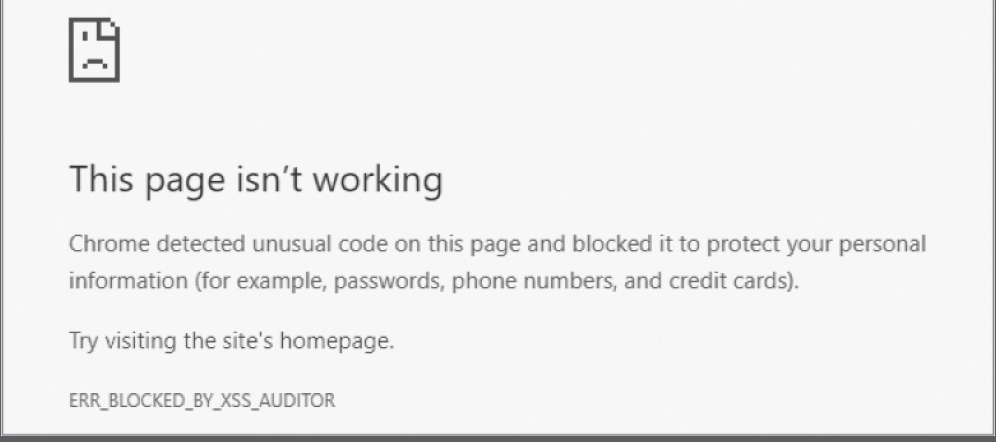 This page isn’t working
Chrome detected unusual code on this page and blocked it to protect your personal
information (for example, passwords, phone numbers, and credit cards).
Try visiting the site's homepage.
ERR_BLOCKED_BY_XSS_AUDITOR